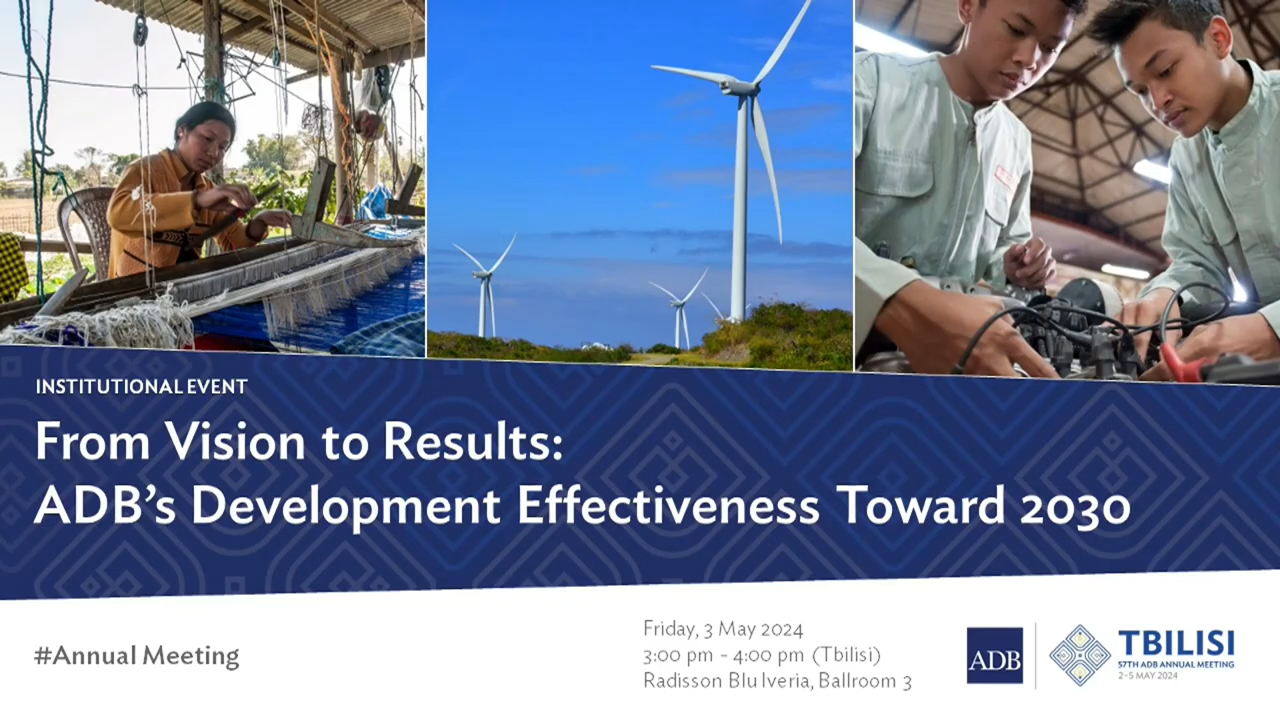 INSTITUTIONAL EVENT
From Vision to Results:
ADB’s Development Effectiveness Toward 2030
#Annual Meeting
Friday, 3 May 2024
3:00 pm – 4:00 pm (Tbilisi)
Radisson Blu Iveria, Ballroom 3
ADB
TBILISI
57TH ADB ANNUAL MEETING
2–5 MAY 2024